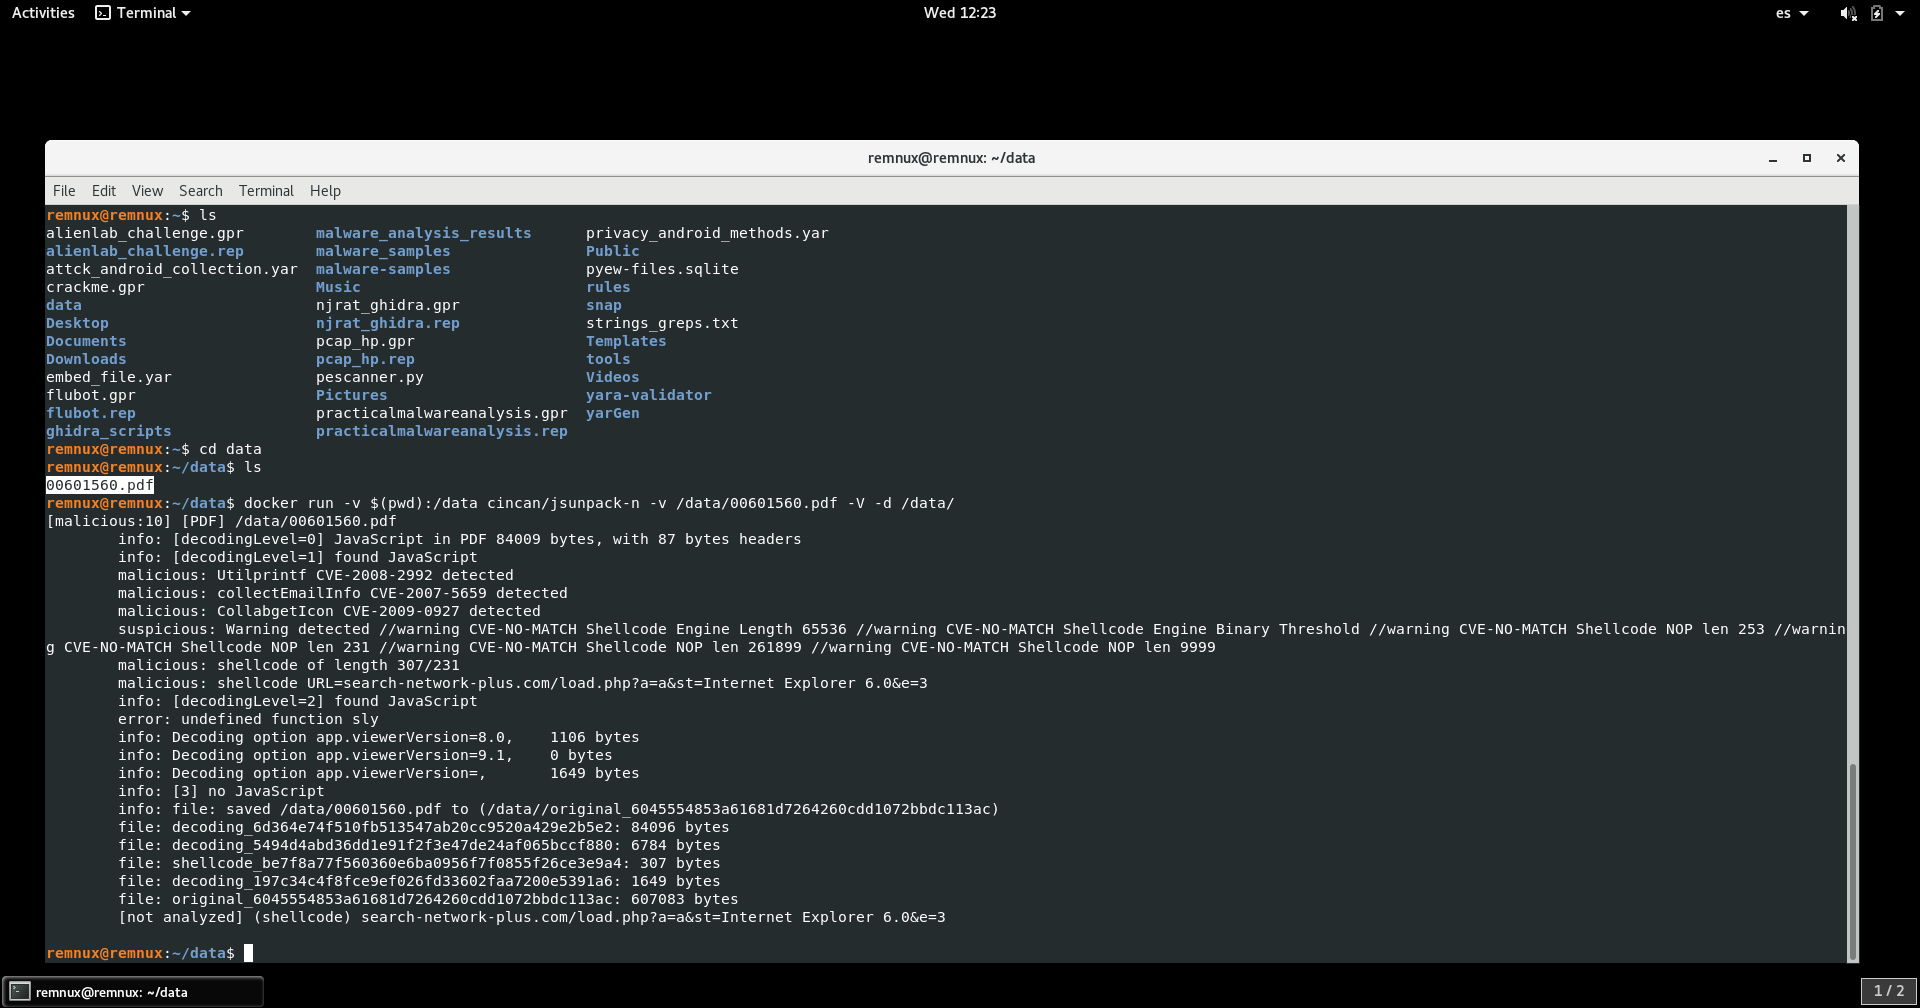 Activities Terminal Wed 12:23 es
remnux@remnux: ~/data
File Edit View Search Terminal Help
remnux@remnux:~$ ls
alienlab_challenge.gpr malware_analysis_results privacy_android_methods.yar
alienlab_challenge.rep malware_samples Public
attck_android_collection.yar malware-samples pyew-files.sqlite
crackme.gpr Music rules
data njrat_ghidra.gpr snap
Desktop njrat_ghidra.rep strings_greps.txt
Documents pcap_hp.gpr Templates
Downloads pcap_hp.rep tools
embed_file.yar pescanner.py Videos
flubot.gpr Pictures yara-validator
flubot.rep practicalmalwareanalysis.gpr yarGen
ghidra_scripts practicalmalwareanalysis.rep
remnux@remnux:~$ cd data
remnux@remnux:~/data$ ls
00601560.pdf
remnux@remnux:~/data$ docker run -v $(pwd):/data cincan/jsunpack-n -v /data/00601560.pdf -V -d /data/
[malicious:10] [PDF] /data/00601560.pdf
info: [decodingLevel=0] JavaScript in PDF 84009 bytes, with 87 bytes headers
info: [decodingLevel=1] found JavaScript
malicious: Utilprintf CVE-2008-2992 detected
malicious: collectEmailInfo CVE-2007-5659 detected
malicious: CollabgetIcon CVE-2009-0927 detected
suspicious: Warning detected //warning CVE-NO-MATCH Shellcode Engine Length 65536 //warning CVE-NO-MATCH Shellcode Engine Binary Threshold //warning CVE-NO-MATCH Shellcode NOP len 253 //warnin
g CVE-NO-MATCH Shellcode NOP len 231 //warning CVE-NO-MATCH Shellcode NOP len 261899 //warning CVE-NO-MATCH Shellcode NOP len 9999
malicious: shellcode of length 307/231
malicious: shellcode URL=search-network-plus.com/load.php?a=a&st=Internet Explorer 6.0&e=3
info: [decodingLevel=2] found JavaScript
error: undefined function sly
info: Decoding option app.viewerVersion=8.0, 1106 bytes
info: Decoding option app.viewerVersion=9.1, 0 bytes
info: Decoding option app.viewerVersion=, 1649 bytes
info: [3] no JavaScript
info: file: saved /data/00601560.pdf to (/data//original_6045554853a61681d7264260cdd1072bbdc113ac)
file: decoding_6d364e74f510fb513547ab20cc9520a429e2b5e2: 84096 bytes
file: decoding_5494d4abd36dd1e91f2f3e47de24af065bccf880: 6784 bytes
file: shellcode_be7f8a77f560360e6ba0956f7f0855f26ce3e9a4: 307 bytes
file: decoding_197c34c4f8fce9ef026fd33602faa7200e5391a6: 1649 bytes
file: original_6045554853a61681d7264260cdd1072bbdc113ac: 607083 bytes
[not analyzed] (shellcode) search-network-plus.com/load.php?a=a&st=Internet Explorer 6.0&e=3
remnux@remnux:~/data$
remnux@remnux: ~/data 1 / 2